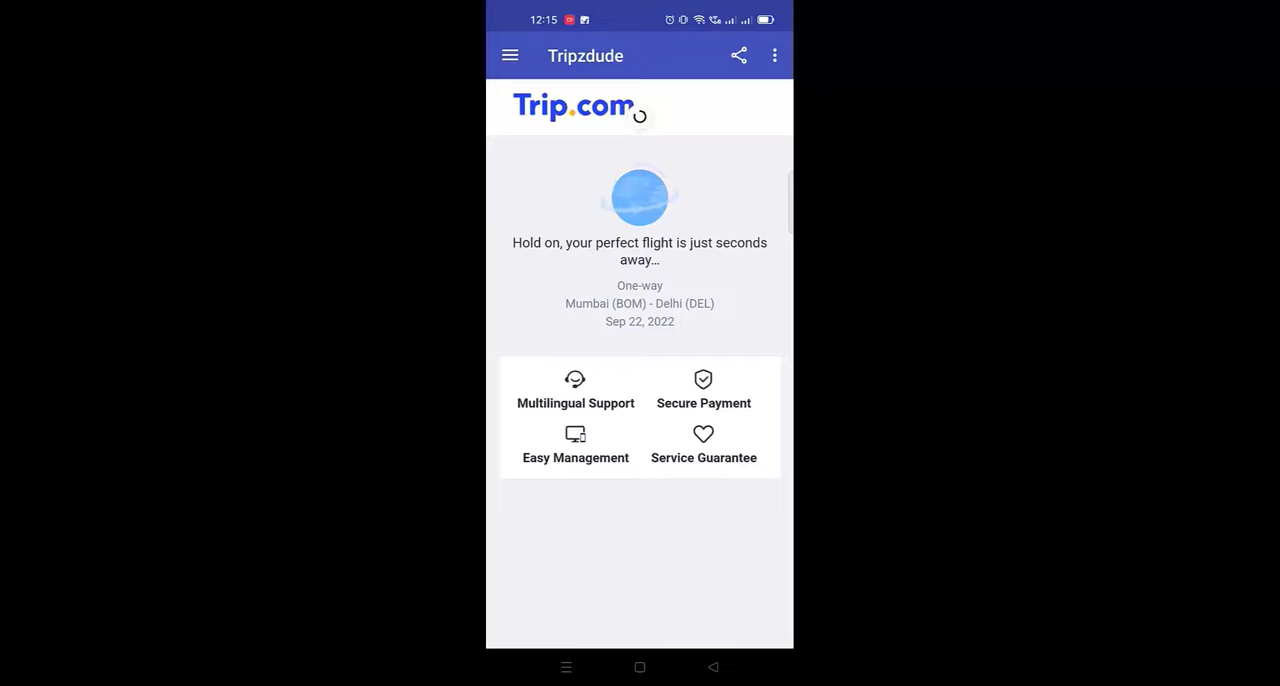 12:15
Tripzdude
Trip.com
Hold on, your perfect flight is just seconds
away...
One-way
Mumbai (BOM) - Delhi (DEL)
Sep 22, 2022
Multilingual Support
Secure Payment
Easy Management
Service Guarantee